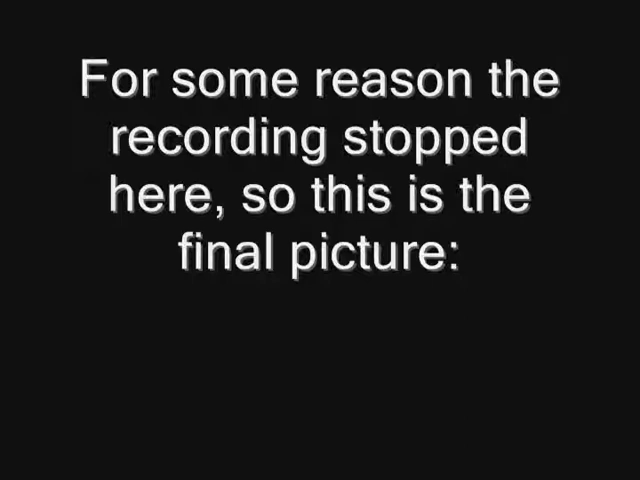 For some reason the
recording stopped
here, so this is the
final picture: